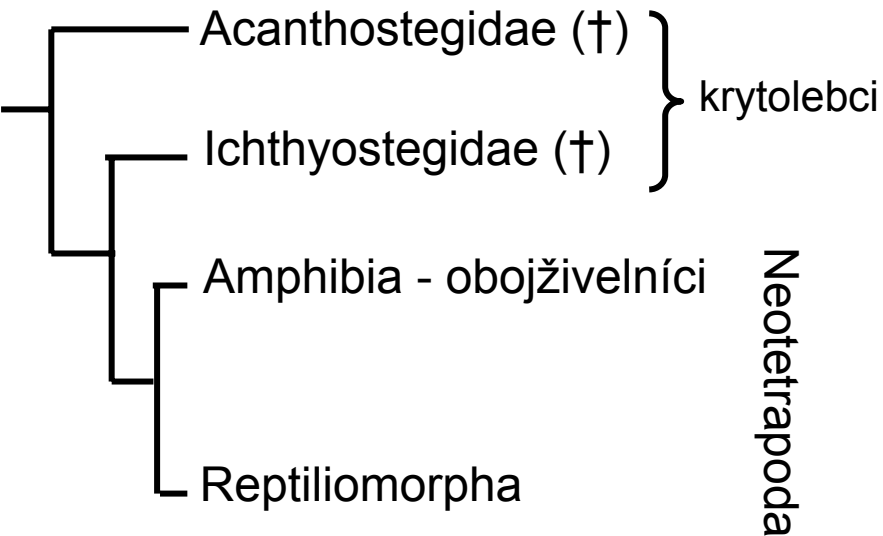 Acanthostegidae (†)
krytolebci
Ichthyostegidae (†)
Amphibia - obojživelníci
Neotetrapoda
Reptiliomorpha